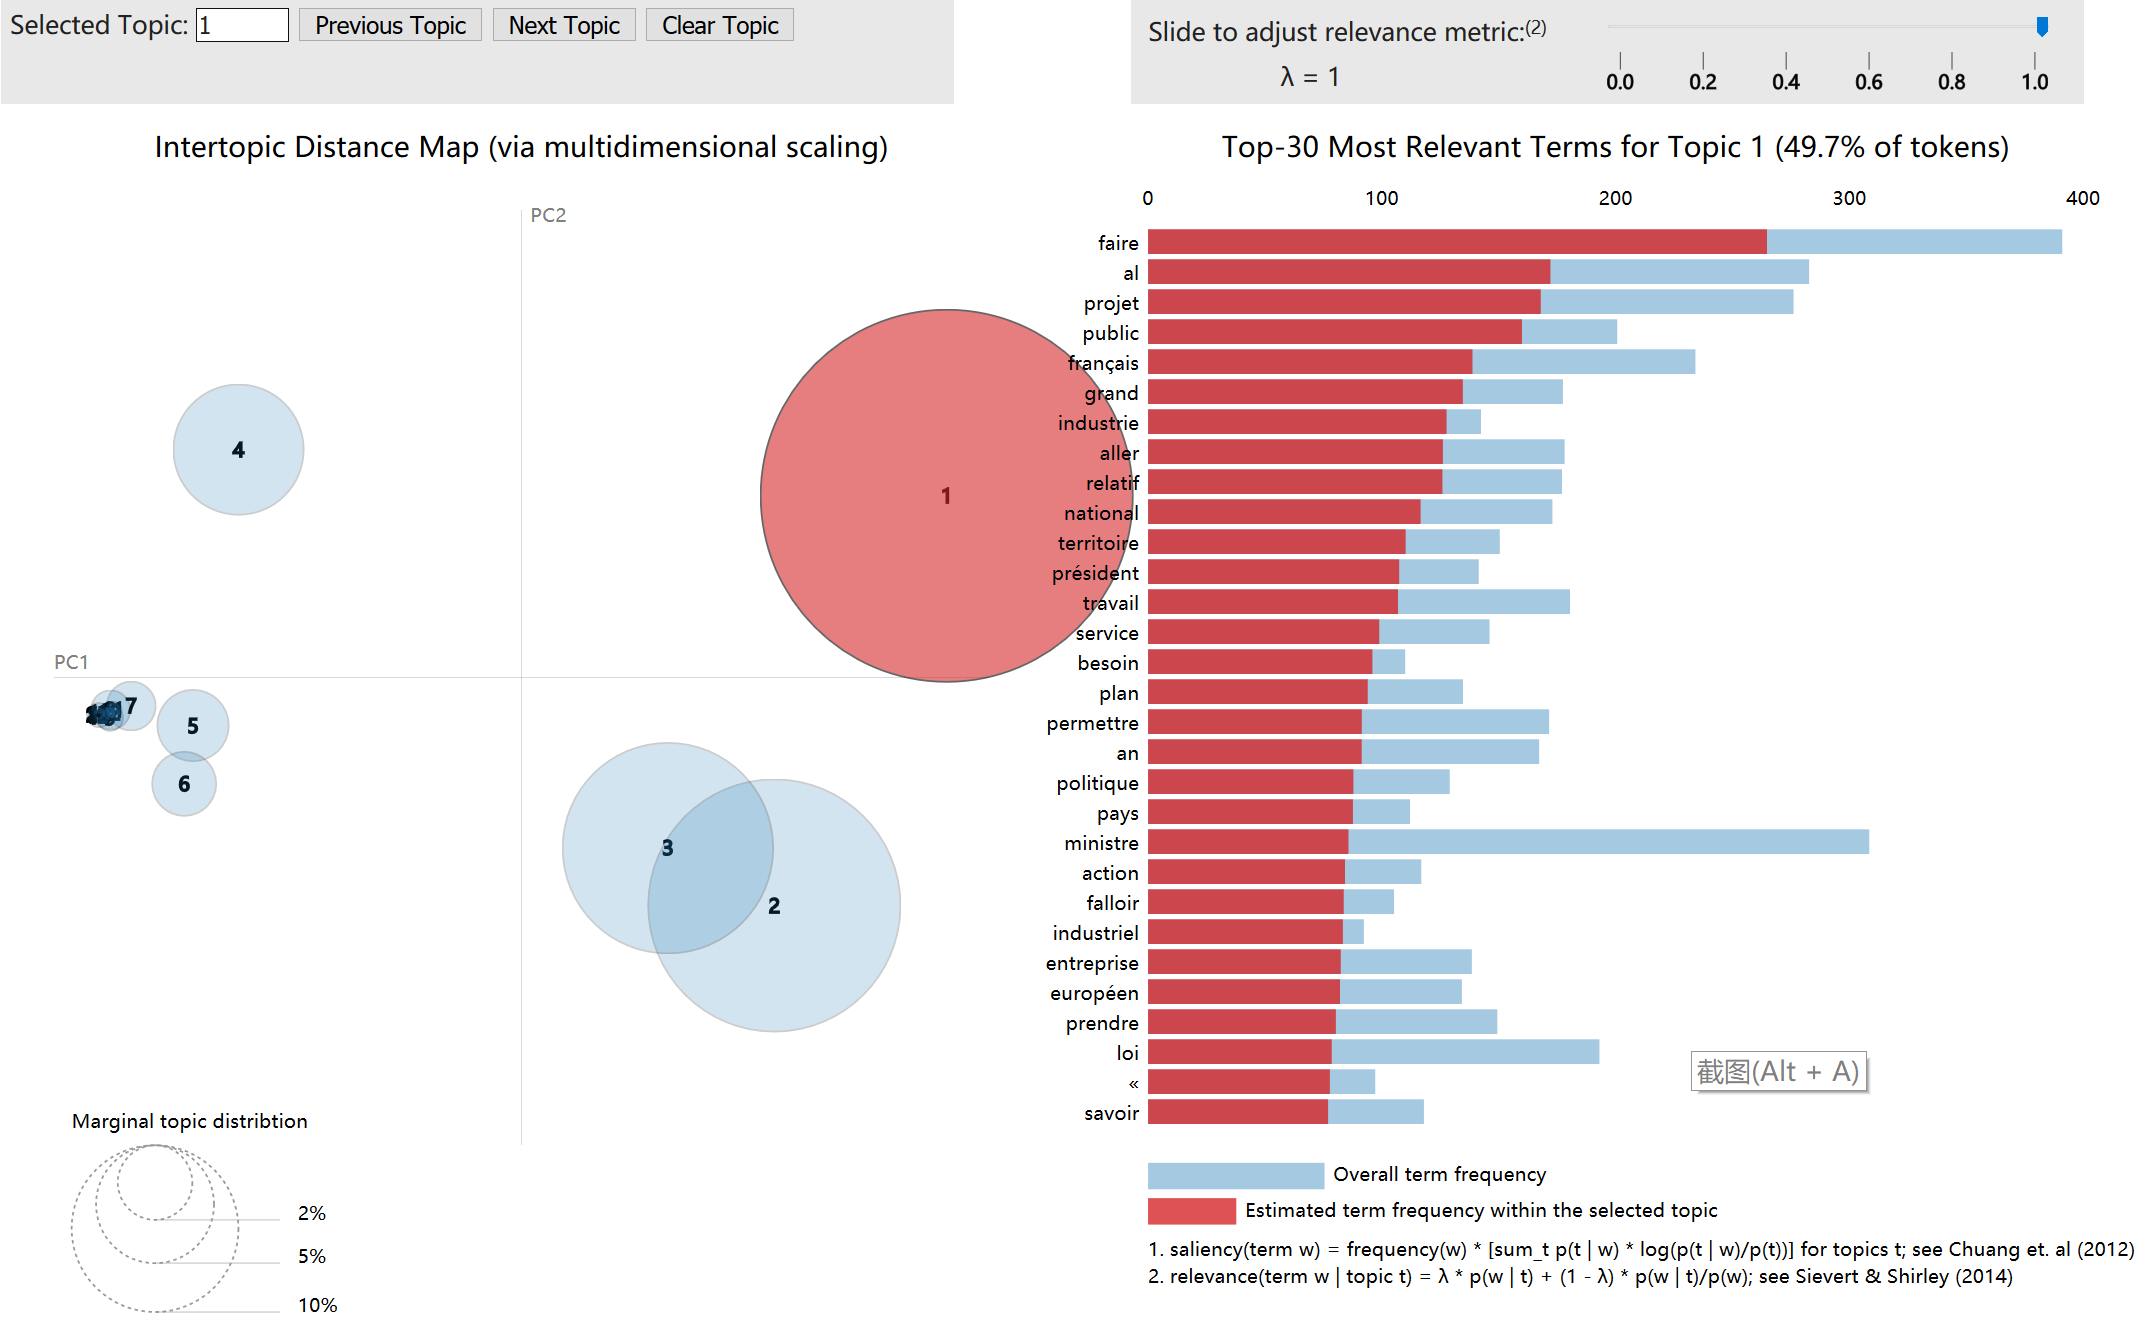 Selected Topic: 1 Previous Topic Next Topic Clear Topic
Slide to adjust relevance metric:(2)
λ = 1
0.0 0.2 0.4 0.6 0.8 1.0
Intertopic Distance Map (via multidimensional scaling)
PC2
PC1
1
4
7
5
6
3
2
Marginal topic distribtion
2%
5%
10%
Top-30 Most Relevant Terms for Topic 1 (49.7% of tokens)
0 100 200 300 400
faire
al
projet
public
français
grand
industrie
aller
relatif
national
territoire
président
travail
service
besoin
plan
permettre
an
politique
pays
ministre
action
falloir
industriel
entreprise
européen
prendre
loi
«
savoir
截图(Alt + A)
Overall term frequency
Estimated term frequency within the selected topic
1. saliency(term w) = frequency(w) * [sum_t p(t | w) * log(p(t | w)/p(t))] for topics t; see Chuang et. al (2012)
2. relevance(term w | topic t) = λ * p(w | t) + (1 - λ) * p(w | t)/p(w); see Sievert & Shirley (2014)